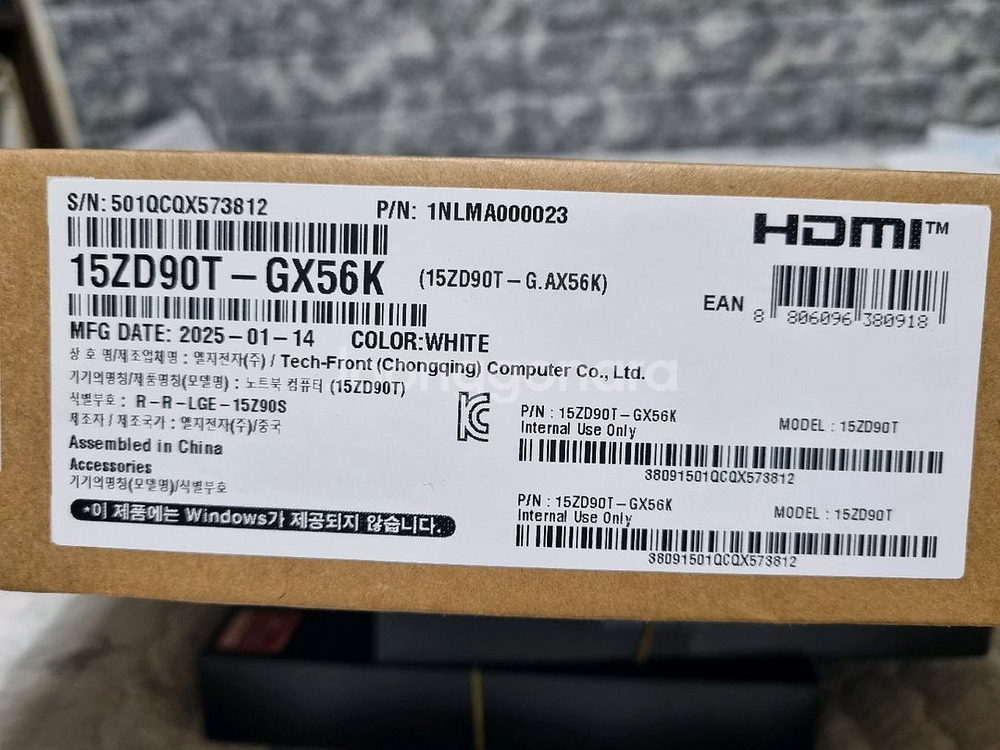 S/N: 501QCQX573812
P/N: 1NLMA000023
HDMI™
15ZD90T – GX56K (15ZD90T – G.AX56K)
EAN 8 806096 380918
MFG DATE: 2025 – 01 – 14 COLOR:WHITE
상 호 명/제조업체명 : 엘지전자(주) / Tech-Front (Chongqing) Computer Co., Ltd.
기기의명칭/제품명칭(모델명) : 노트북 컴퓨터 (15ZD90T)
식별부호 : R – R – LGE – 15Z90S
제조자 / 제조국가 : 엘지전자(주)/중국
Assembled in China
Accessories
기기의명칭(모델명)/식별부호
*이 제품에는 Windows가 제공되지 않습니다.
P/N : 15ZD90T – GX56K
Internal Use Only
MODEL : 15ZD90T
38091501QCQX573812
P/N : 15ZD90T – GX56K
Internal Use Only
MODEL : 15ZD90T
38091501QCQX573812
joonggonara